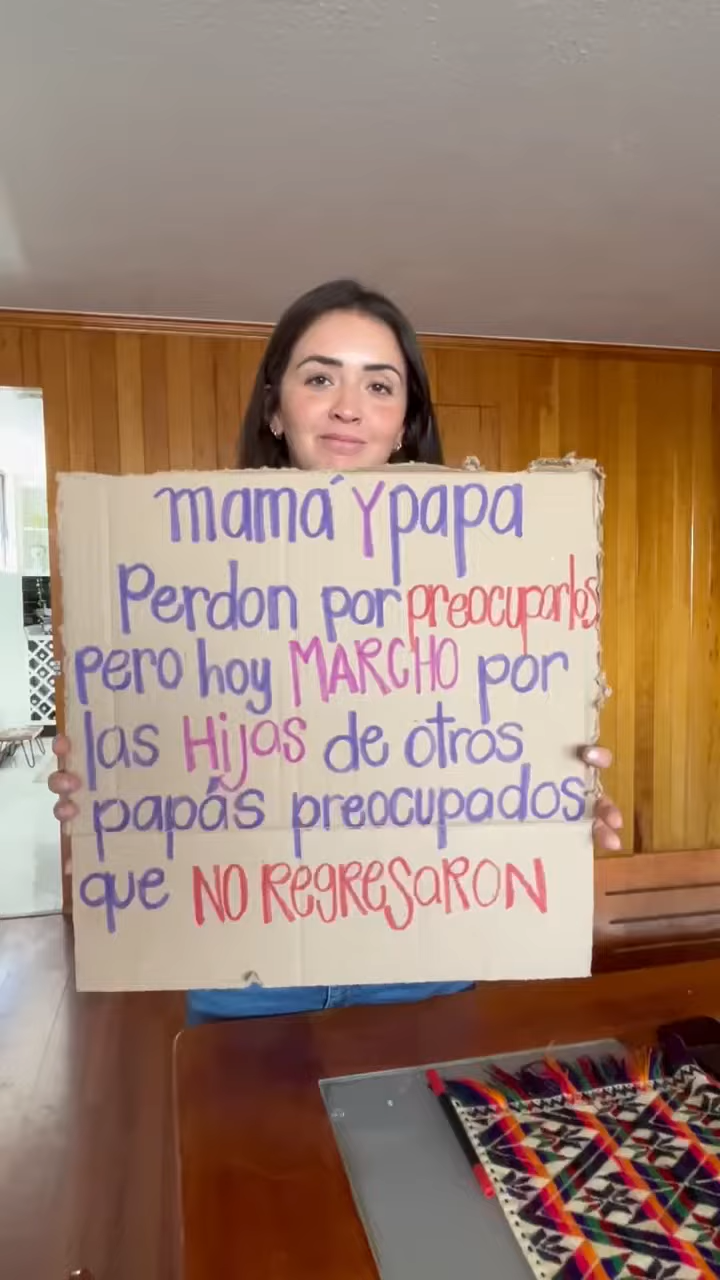 mamá Y papa
Perdon por preocuparlos
pero hoy MARCHO por
las Hijas de otros
papás preocupados
que NO REGRESARON